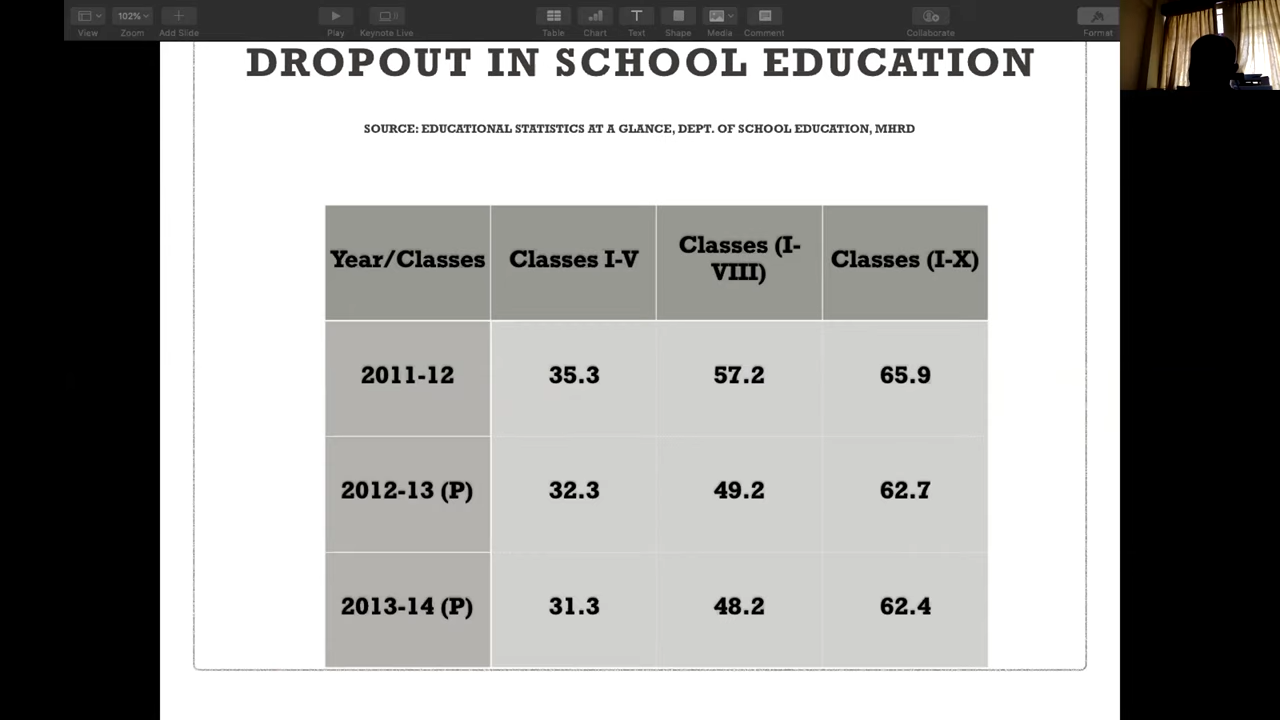 View
102%
Zoom
Add Slide
Play
Keynote Live
Table
Chart
Text
Shape
Media
Comment
Collaborate
Format
DROPOUT IN SCHOOL EDUCATION
SOURCE: EDUCATIONAL STATISTICS AT A GLANCE, DEPT. OF SCHOOL EDUCATION, MHRD
Year/Classes
Classes I-V
Classes (I-
VIII)
Classes (I-X)
2011-12
35.3
57.2
65.9
2012-13 (P)
32.3
49.2
62.7
2013-14 (P)
31.3
48.2
62.4